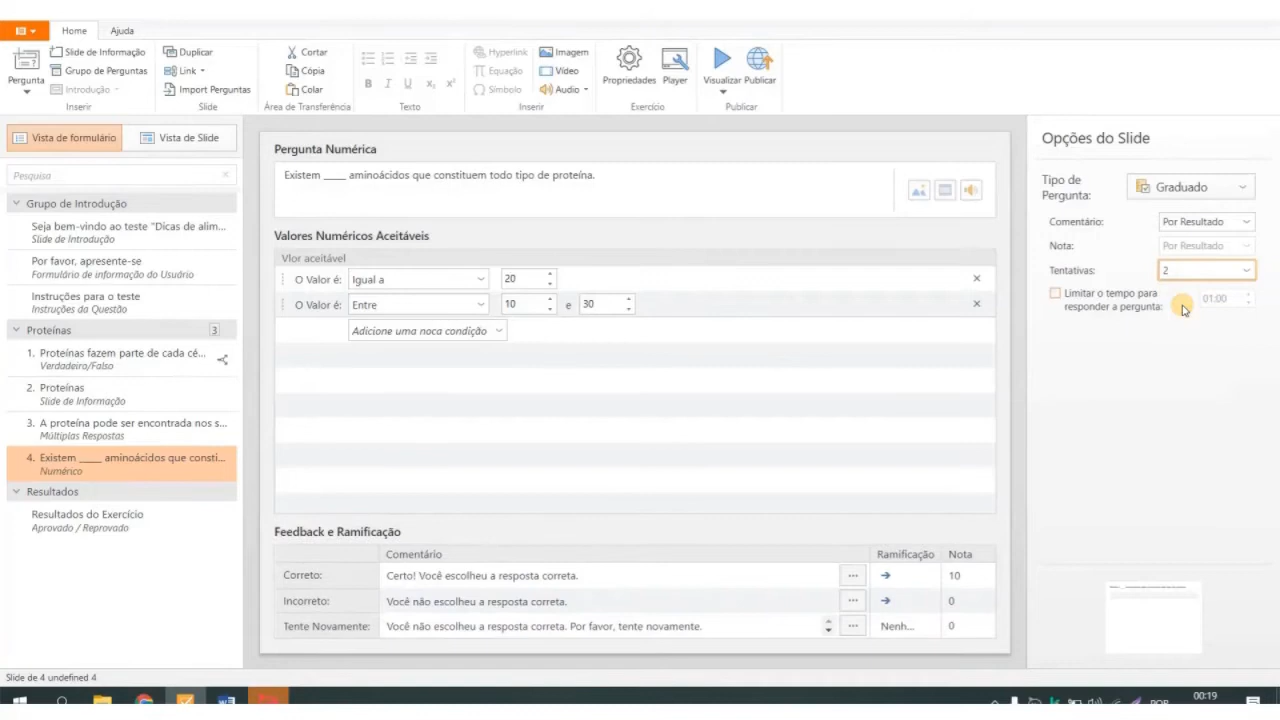 Home Ajuda
Pergunta
Slide de Informação
Grupo de Perguntas
Introdução
Inserir
Duplicar
Link
Import Perguntas
Slide
Cortar
Cópia
Colar
Área de Transferência
B I U x₂ x²
Texto
Hyperlink
Equação
Símbolo
Imagem
Vídeo
Audio
Inserir
Propriedades Player
Exercício
Visualizar Publicar
Publicar
Vista de formulário Vista de Slide
Pesquisa
Grupo de Introdução
Seja bem-vindo ao teste "Dicas de alim...
Slide de Introdução
Por favor, apresente-se
Formulário de informação do Usuário
Instruções para o teste
Instruções da Questão
Proteínas 3
1. Proteínas fazem parte de cada cé...
Verdadeiro/Falso
2. Proteínas
Slide de Informação
3. A proteína pode ser encontrada nos s...
Múltiplas Respostas
4. Existem ____ aminoácidos que consti...
Numérico
Resultados
Resultados do Exercício
Aprovado / Reprovado
Pergunta Numérica
Existem ____ aminoácidos que constituem todo tipo de proteína.
Valores Numéricos Aceitáveis
Vlor aceitável
O Valor é: Igual a 20
O Valor é: Entre 10 e 30
Adicione uma noca condição
Feedback e Ramificação
Comentário Ramificação Nota
Correto: Certo! Você escolheu a resposta correta. ... 10
Incorreto: Você não escolheu a resposta correta. ... 0
Tente Novamente: Você não escolheu a resposta correta. Por favor, tente novamente. ... Nenh... 0
Opções do Slide
Tipo de
Pergunta: Graduado
Comentário: Por Resultado
Nota: Por Resultado
Tentativas: 2
Limitar o tempo para
responder a pergunta: 01:00
Slide de 4 undefined 4
POR
00:19